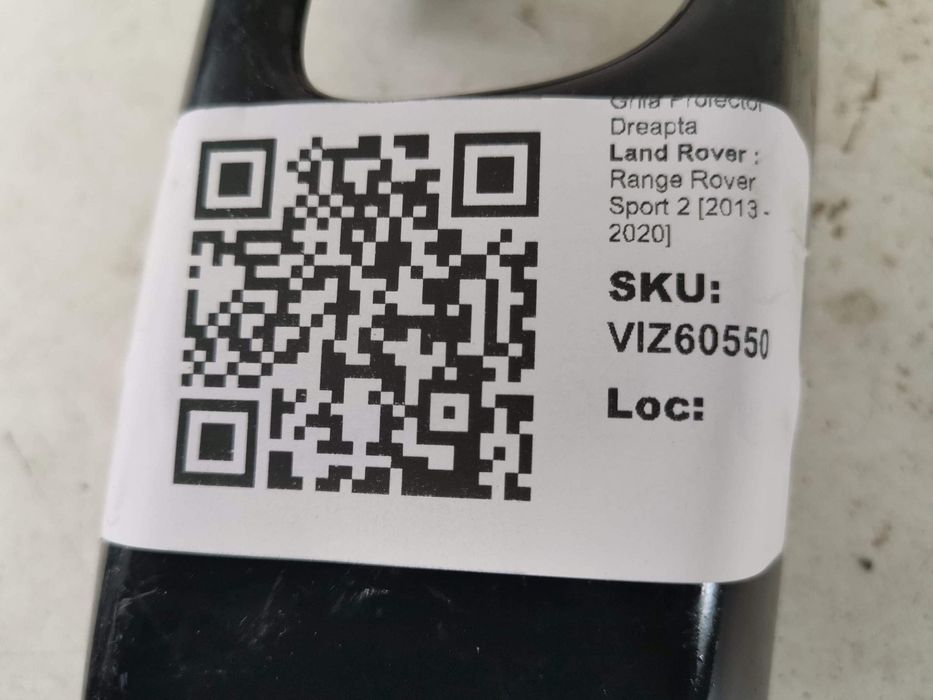 Grila Proiector
Dreapta
Land Rover :
Range Rover
Sport 2 [2013 -
2020]
SKU:
VIZ60550
Loc: